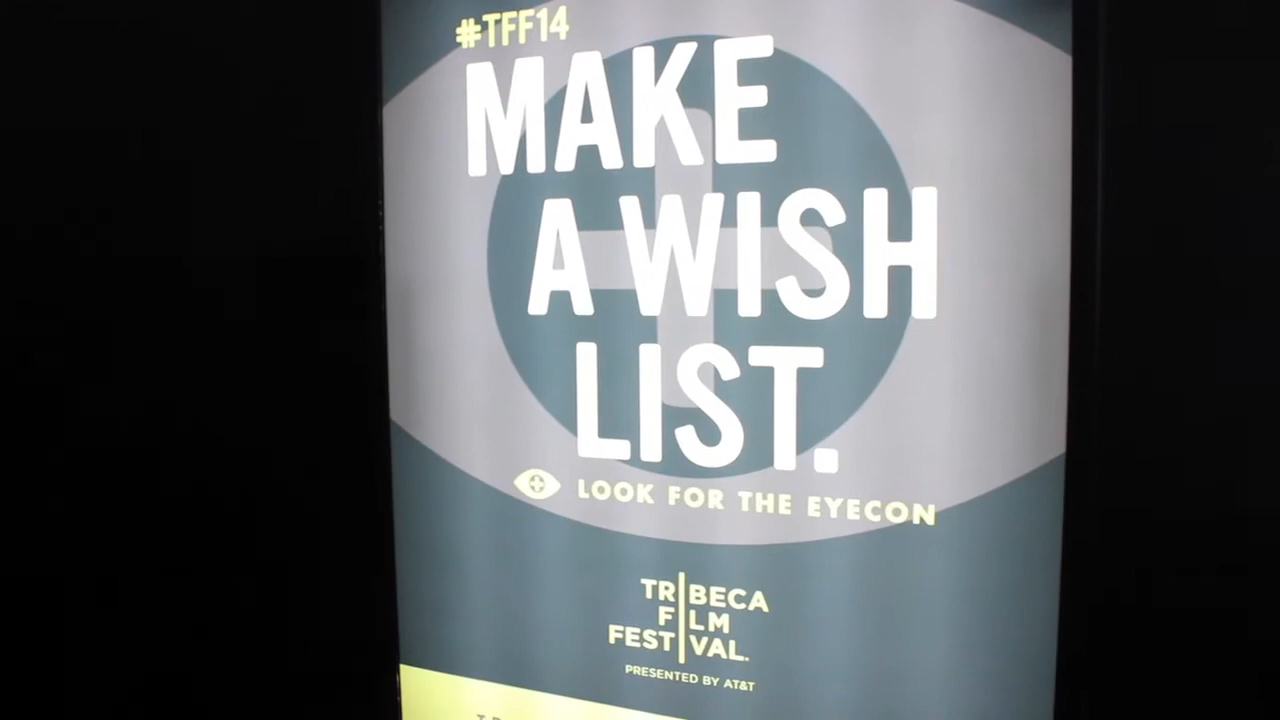 #TFF14
MAKE
A WISH
LIST.
LOOK FOR THE EYECON
TRIBECA
FILM
FESTIVAL.
PRESENTED BY AT&T